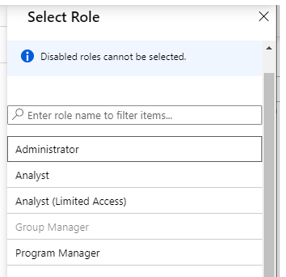 Select Role
Disabled roles cannot be selected.
Enter role name to filter items...
Administrator
Analyst
Analyst (Limited Access)
Group Manager
Program Manager